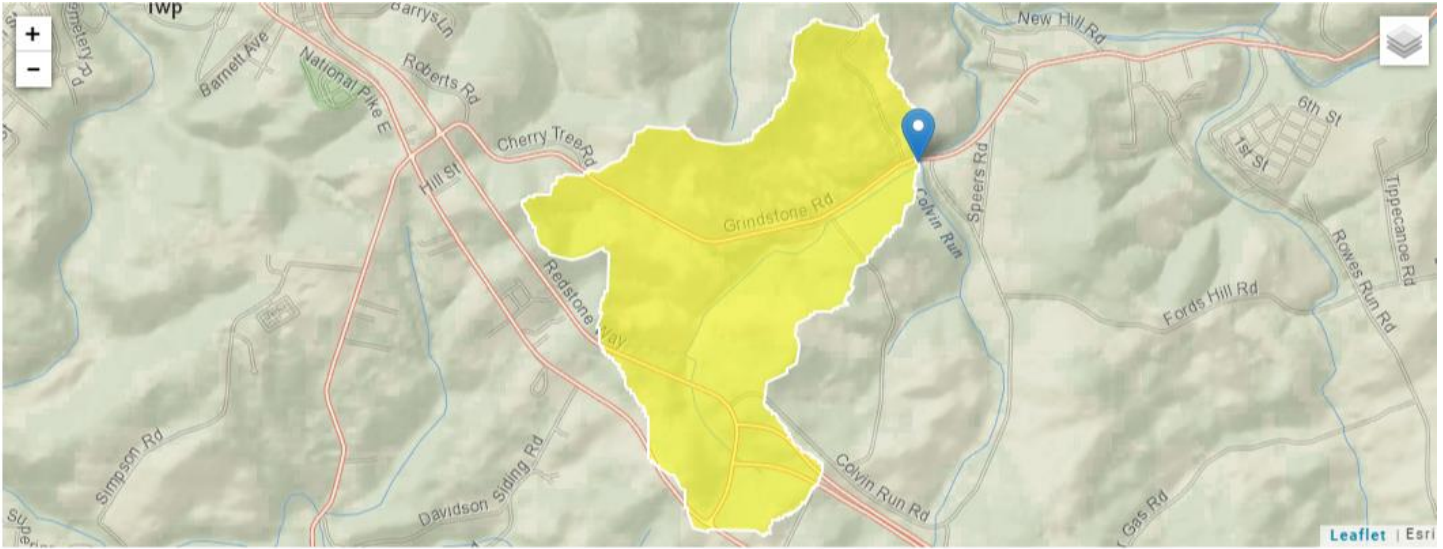 Twp
Barrys Ln
New Hill Rd
emetery Rd
Barnett Ave
National Pike E
Roberts Rd
+
−
6th St
1st St
Cherry Tree Rd
Hill St
Speers Rd
Tippecanoe Rd
Grindstone Rd
Colvin Run
Rowes Run Rd
Redstone Way
Fords Hill Rd
Simpson Rd
Davidson Siding Rd
Colvin Run Rd
Gas Rd
Leaflet | Esri